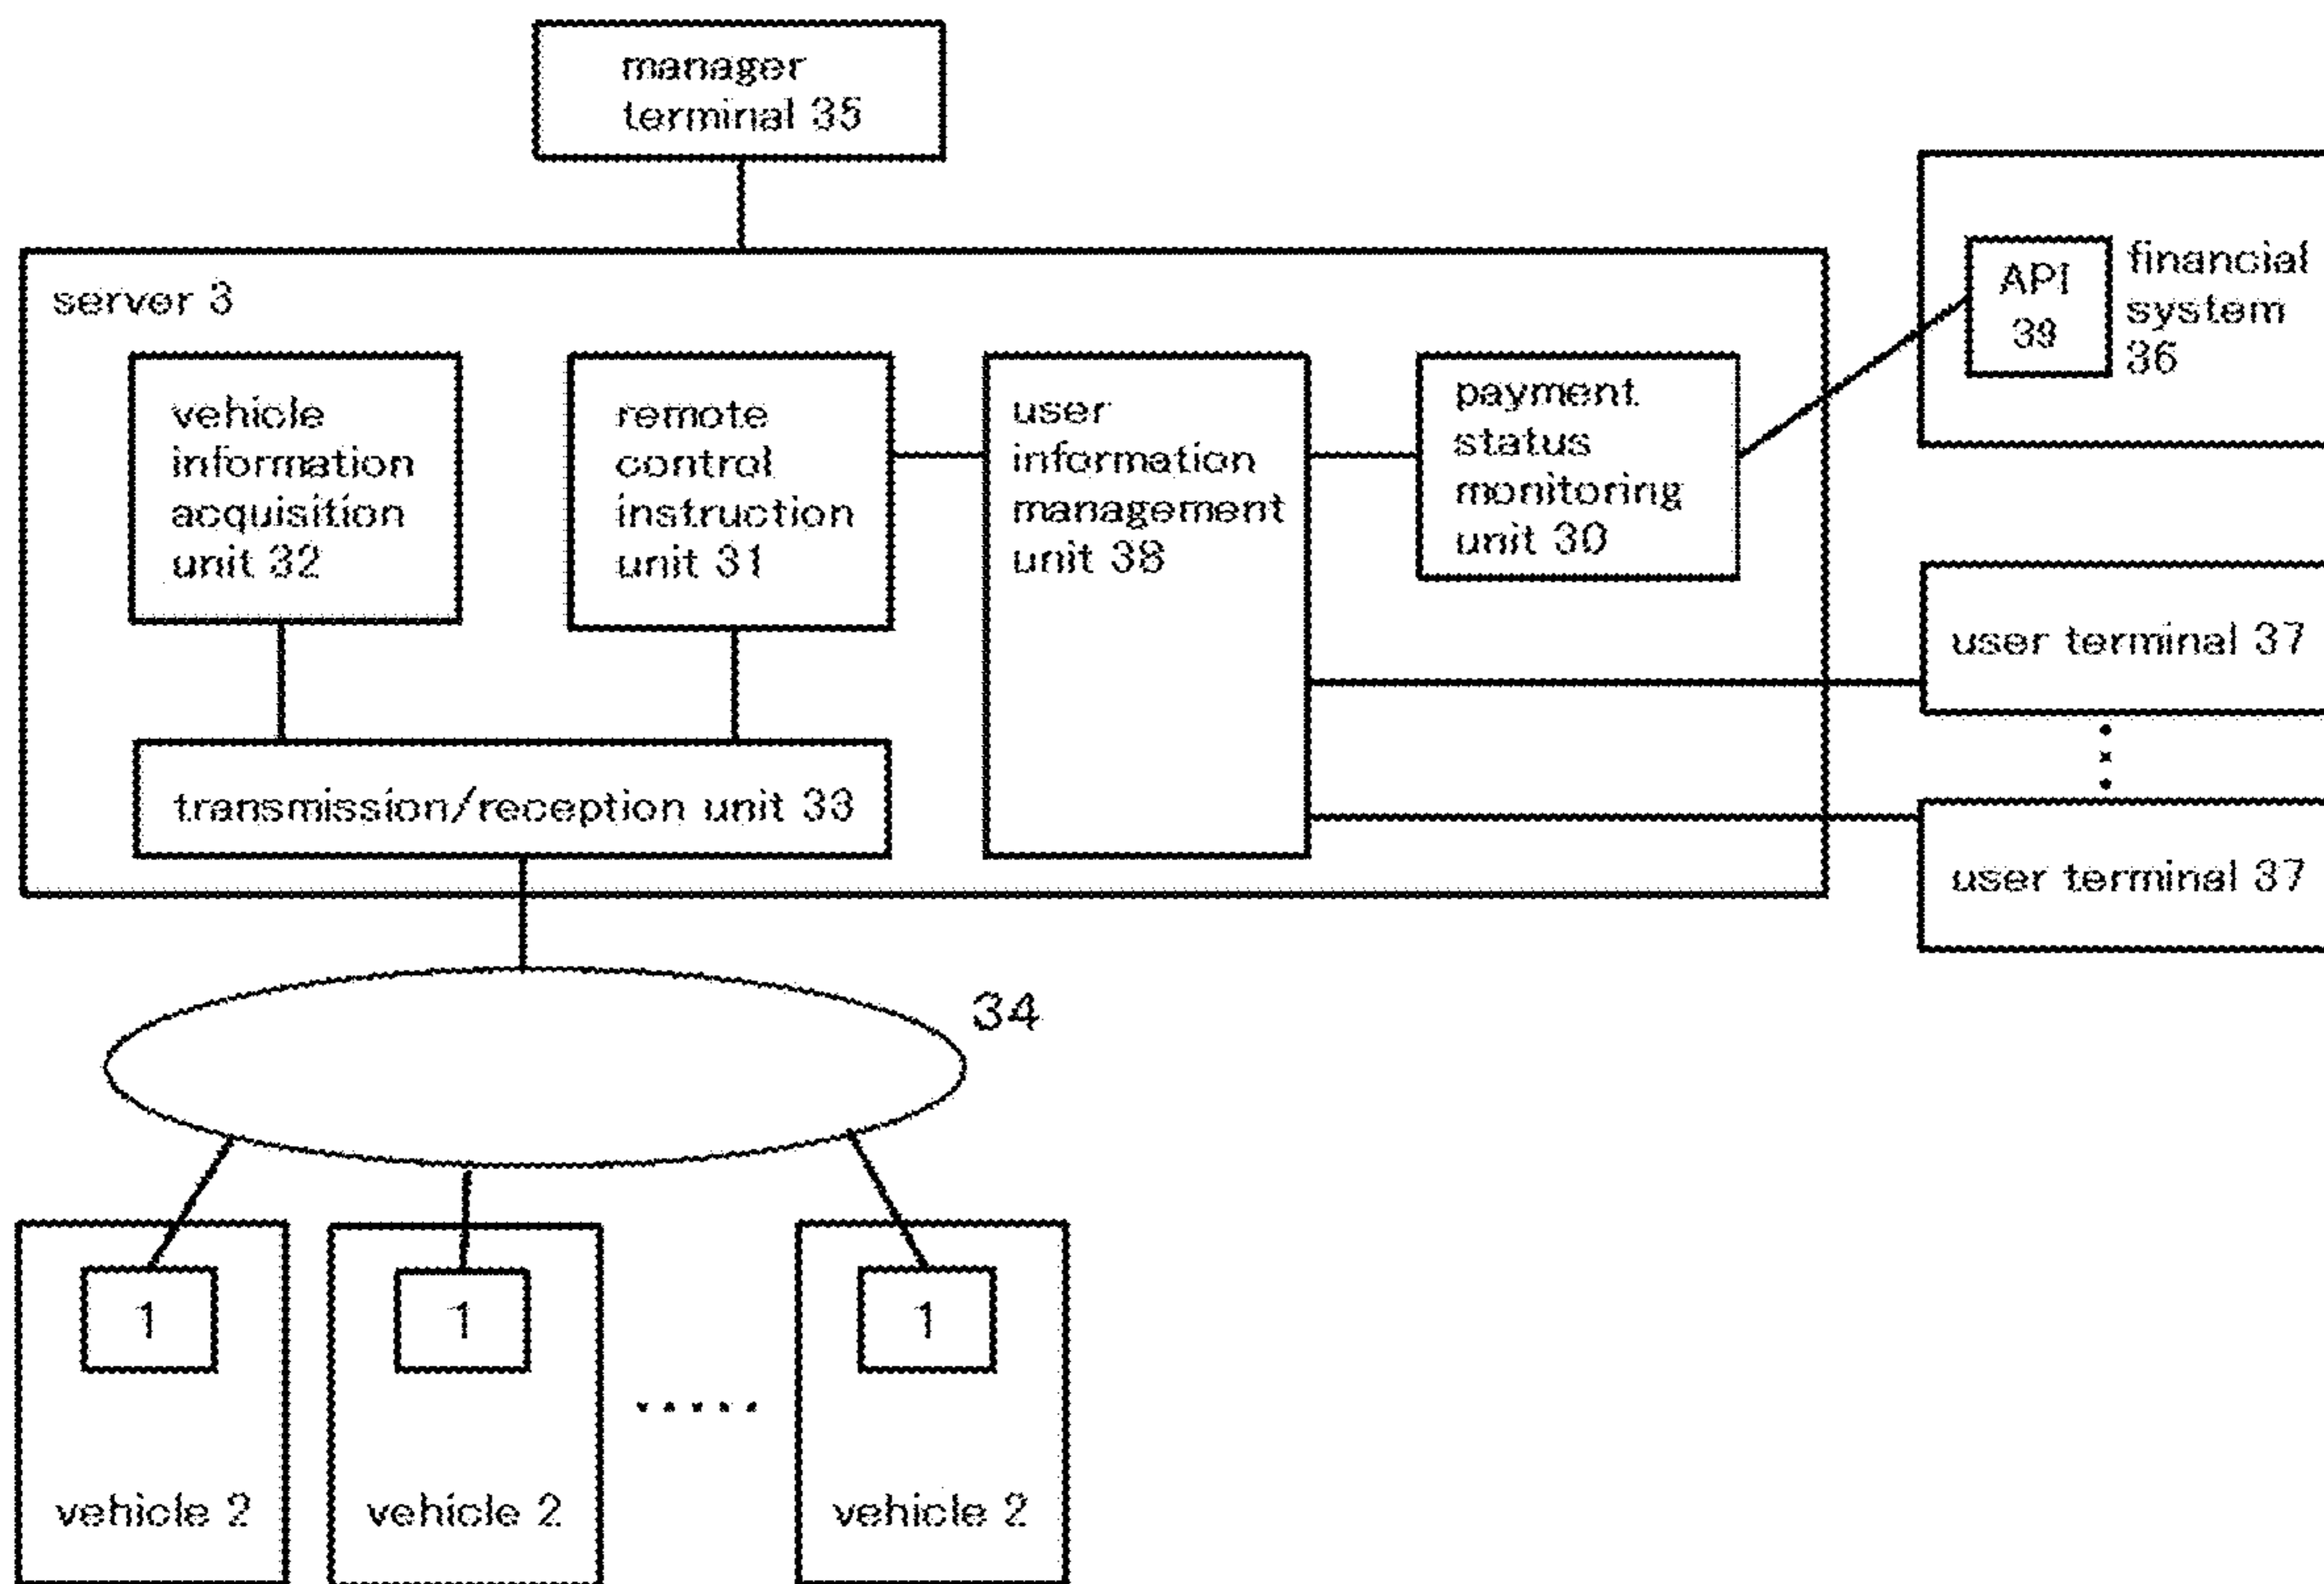 manager
terminal 35
server 3
vehicle
information
acquisition
unit 32
remote
control
instruction
unit 31
user
information
management
unit 38
payment
status
monitoring
unit 30
API
39
financial
system
36
user terminal 37
user terminal 37
transmission/reception unit 33
34
1
1
1
vehicle 2
vehicle 2
vehicle 2